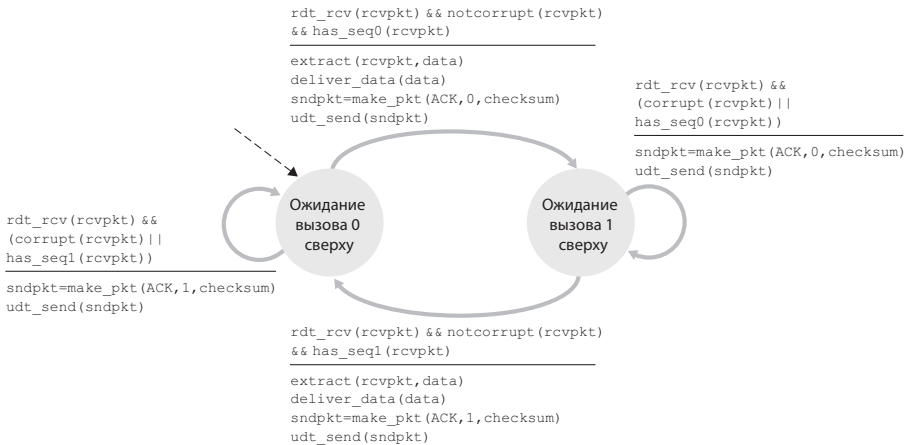 rdt_rcv(rcvpkt) && notcorrupt(rcvpkt)
&& has_seq0(rcvpkt)
extract(rcvpkt,data)
deliver_data(data)
sndpkt=make_pkt(ACK,0,checksum)
udt_send(sndpkt)
rdt_rcv(rcvpkt) &&
(corrupt(rcvpkt)||
has_seq0(rcvpkt))
sndpkt=make_pkt(ACK,0,checksum)
udt_send(sndpkt)
Ожидание
вызова 0
сверху
Ожидание
вызова 1
сверху
rdt_rcv(rcvpkt) &&
(corrupt(rcvpkt)||
has_seq1(rcvpkt))
sndpkt=make_pkt(ACK,1,checksum)
udt_send(sndpkt)
rdt_rcv(rcvpkt) && notcorrupt(rcvpkt)
&& has_seq1(rcvpkt)
extract(rcvpkt,data)
deliver_data(data)
sndpkt=make_pkt(ACK,1,checksum)
udt_send(sndpkt)